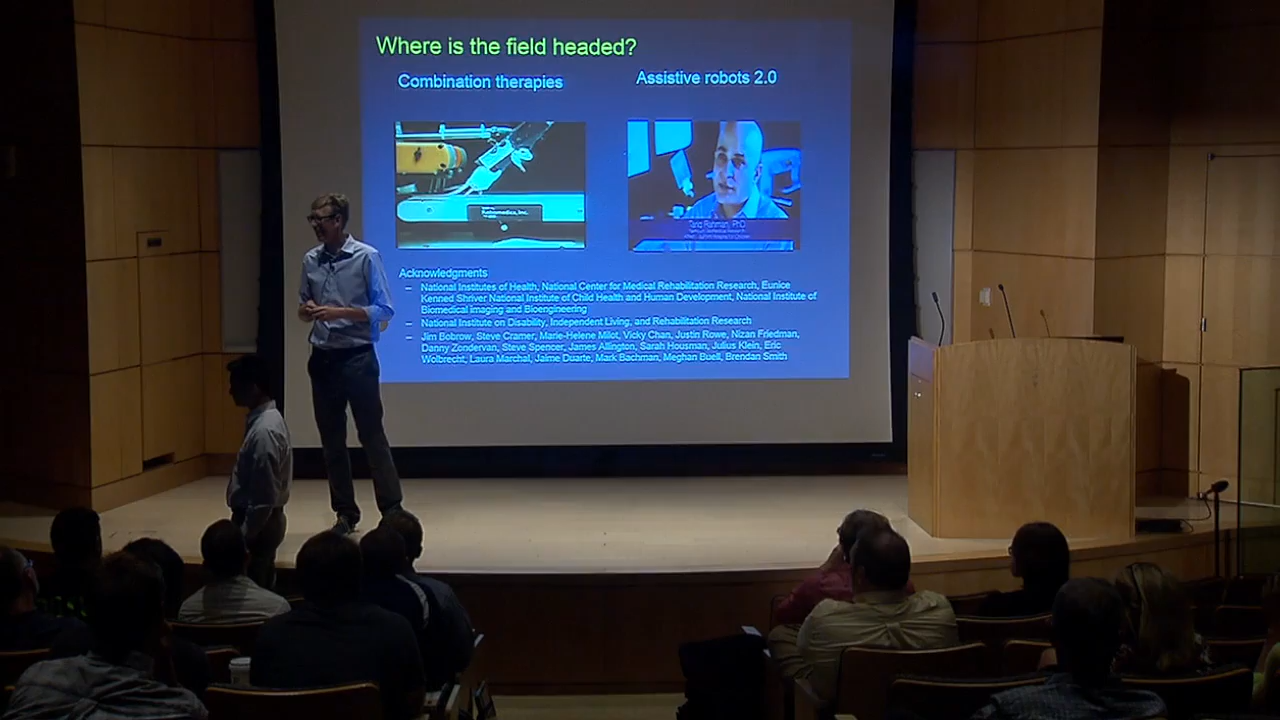 Where is the field headed?
Combination therapies
Assistive robots 2.0
Tariq Rahman, PhD
Acknowledgments
– National Institutes of Health, National Center for Medical Rehabilitation Research, Eunice
Kenned Shriver National Institute of Child Health and Human Development, National Institute of
Biomedical imaging and Bioengineering
– National Institute on Disability, Independent Living, and Rehabilitation Research
– Jim Bobrow, Steve Cramer, Marie-Helene Milot, Vicky Chan, Justin Rowe, Nizan Friedman,
Danny Zondervan, Steve Spencer, James Allington, Sarah Housman, Julius Klein, Eric
Wolbrecht, Laura Marchal, Jaime Duarte, Mark Bachman, Meghan Buell, Brendan Smith